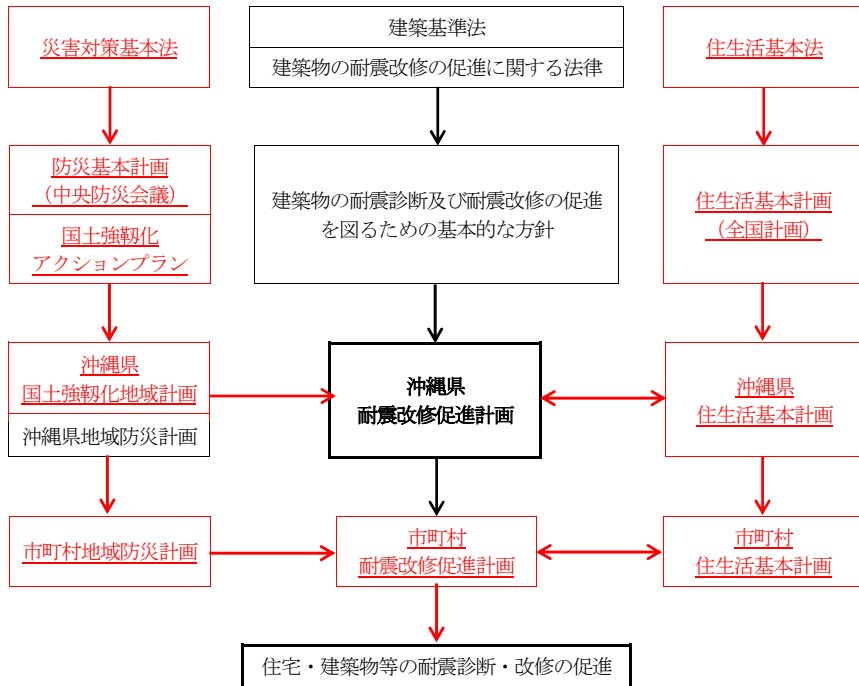 災害対策基本法
建築基準法
建築物の耐震改修の促進に関する法律
住生活基本法
防災基本計画
（中央防災会議）
国土強靱化
アクションプラン
建築物の耐震診断及び耐震改修の促進
を図るための基本的な方針
住生活基本計画
（全国計画）
沖縄県
国土強靱化地域計画
沖縄県地域防災計画
沖縄県
耐震改修促進計画
沖縄県
住生活基本計画
市町村地域防災計画
市町村
耐震改修促進計画
市町村
住生活基本計画
住宅・建築物等の耐震診断・改修の促進